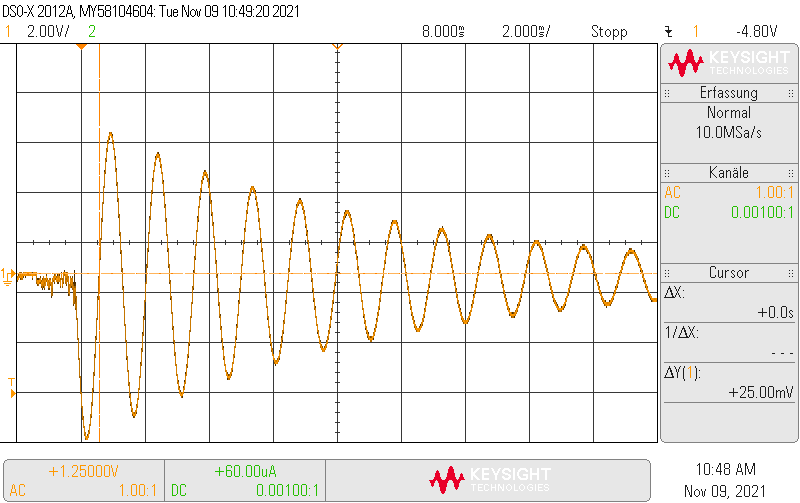 DSO-X 2012A, MY58104604: Tue Nov 09 10:49:20 2021
1 2.00V/ 2 8.000s 2.000s/ Stopp 1 -4.80V
KEYSIGHT
TECHNOLOGIES
Erfassung
Normal
10.0MSa/s
Kanäle
AC 1.00:1
DC 0.00100:1
Cursor
ΔX:
+0.0s
1/ΔX:
---
ΔY(1):
+25.00mV
1
T
+1.25000V
AC 1.00:1
+60.00uA
DC 0.00100:1
KEYSIGHT
TECHNOLOGIES
10:48 AM
Nov 09, 2021